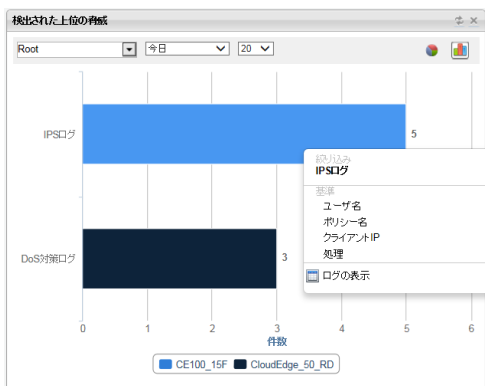 検出された上位の脅威
Root 今日 20
IPSログ 5
DoS対策ログ 3
絞り込み
IPSログ
基準
ユーザ名
ポリシー名
クライアントIP
処理
ログの表示
0 1 2 3 4 5 6
件数
CE100_15F CloudEdge_50_RD